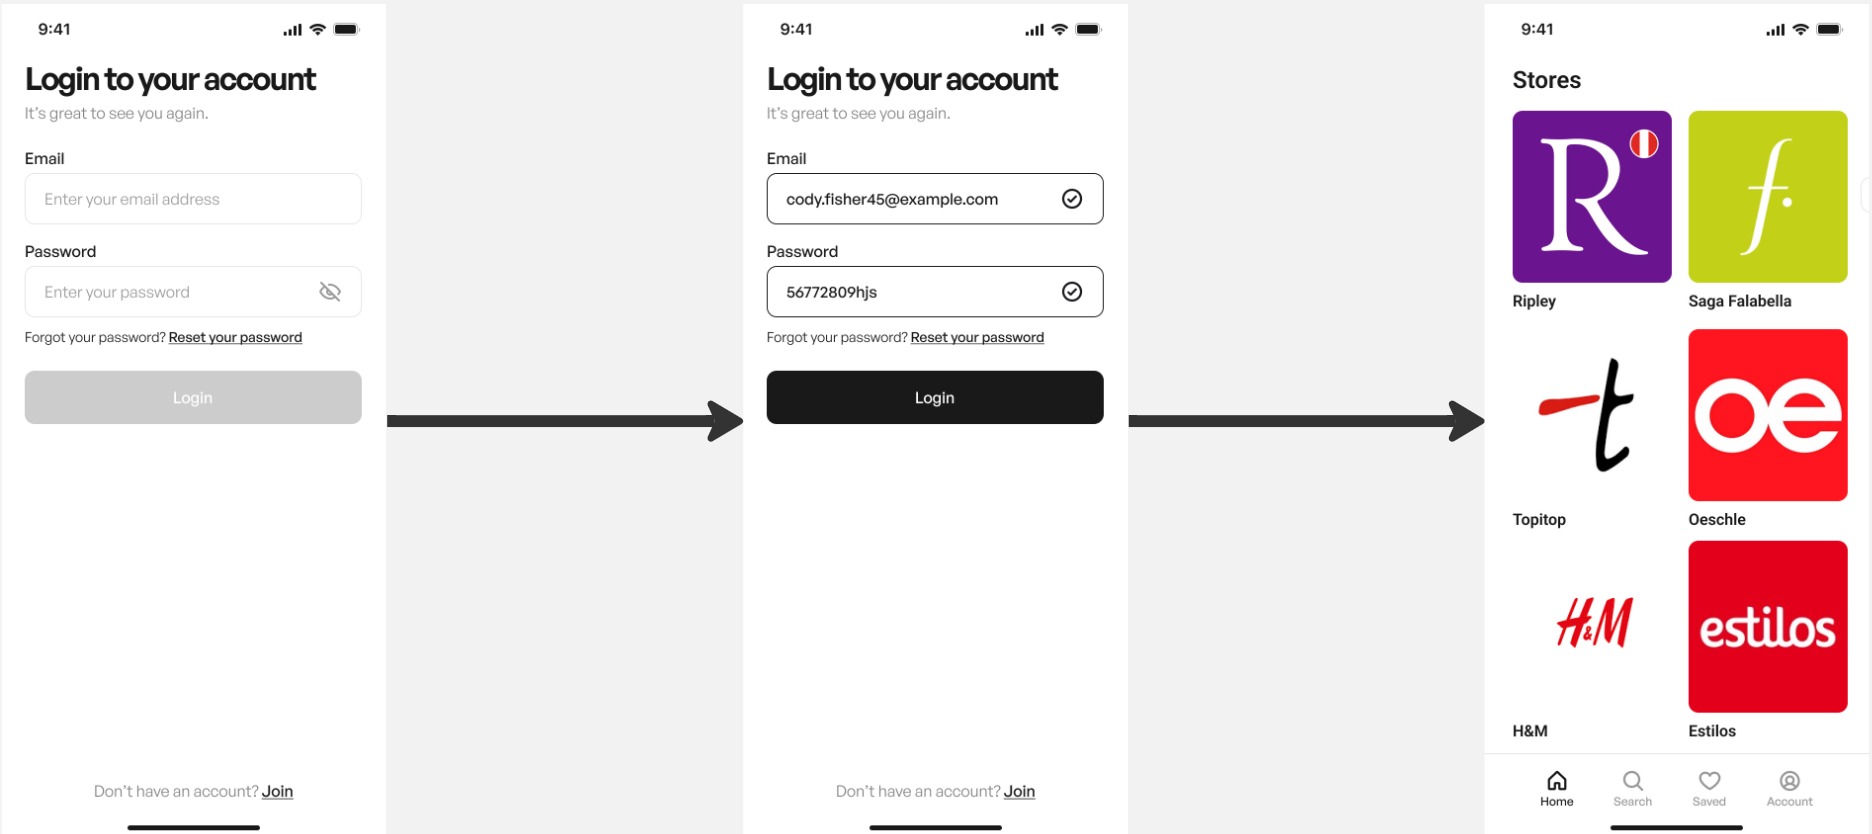 9:41
Login to your account
It's great to see you again.
Email
Enter your email address
Password
Enter your password
Forgot your password? Reset your password
Login
Don't have an account? Join
9:41
Login to your account
It's great to see you again.
Email
cody.fisher45@example.com
Password
56772809hjs
Forgot your password? Reset your password
Login
Don't have an account? Join
9:41
Stores
R
f.
Ripley
Saga Falabella
t
oe
Topitop
Oeschle
H&M
estilos
H&M
Estilos
Home
Search
Saved
Account